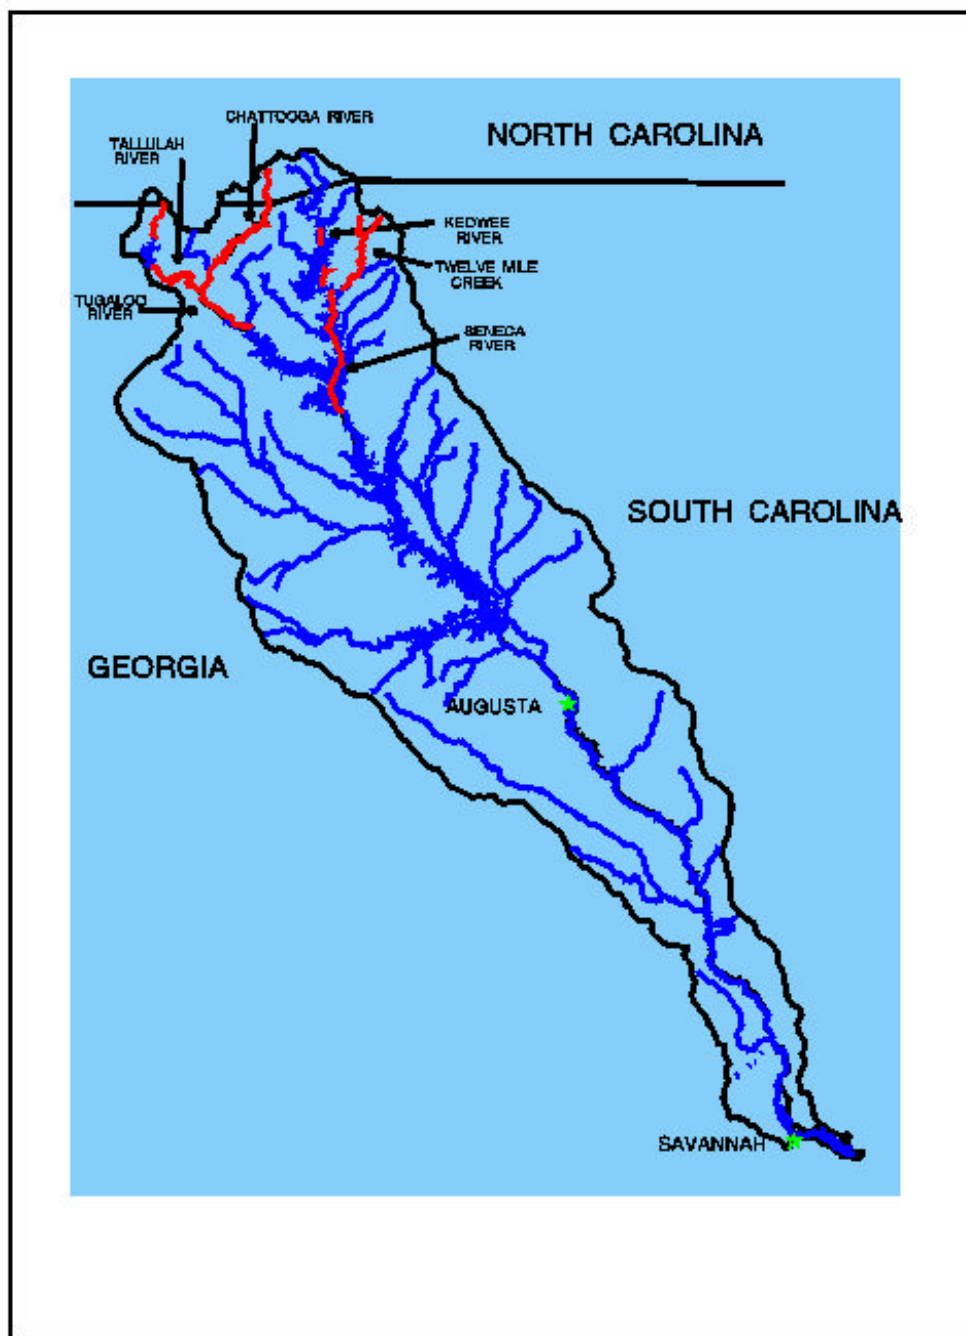 CHATTOOGA RIVER
NORTH CAROLINA
TALLULAH
RIVER
KEOWEE
RIVER
TWELVE MILE
CREEK
TUGALOO
RIVER
SENECA
RIVER
SOUTH CAROLINA
GEORGIA
AUGUSTA
SAVANNAH